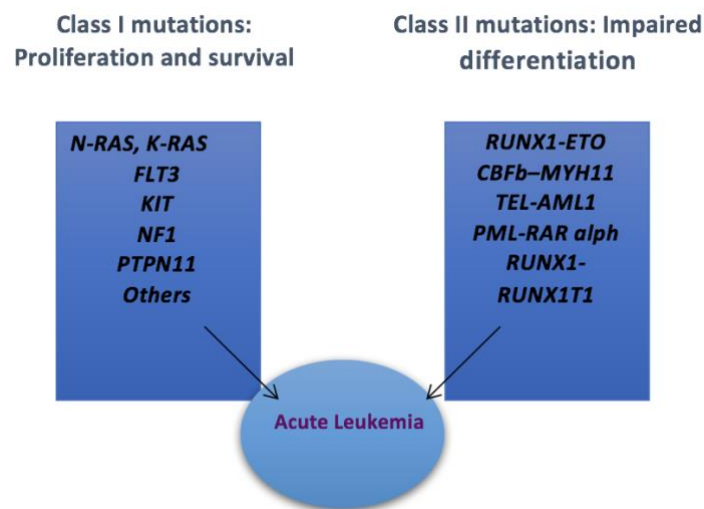 Class I mutations:
Proliferation and survival
Class II mutations: Impaired
differentiation
N-RAS, K-RAS
FLT3
KIT
NF1
PTPN11
Others
RUNX1-ETO
CBFb–MYH11
TEL-AML1
PML-RAR alph
RUNX1-
RUNX1T1
Acute Leukemia